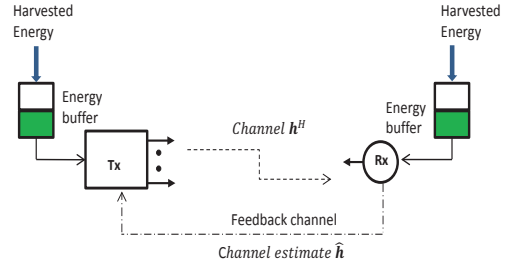 Harvested
Energy
Harvested
Energy
Energy
buffer
Energy
buffer
Channel h^H
Tx
Rx
Feedback channel
Channel estimate ĥ